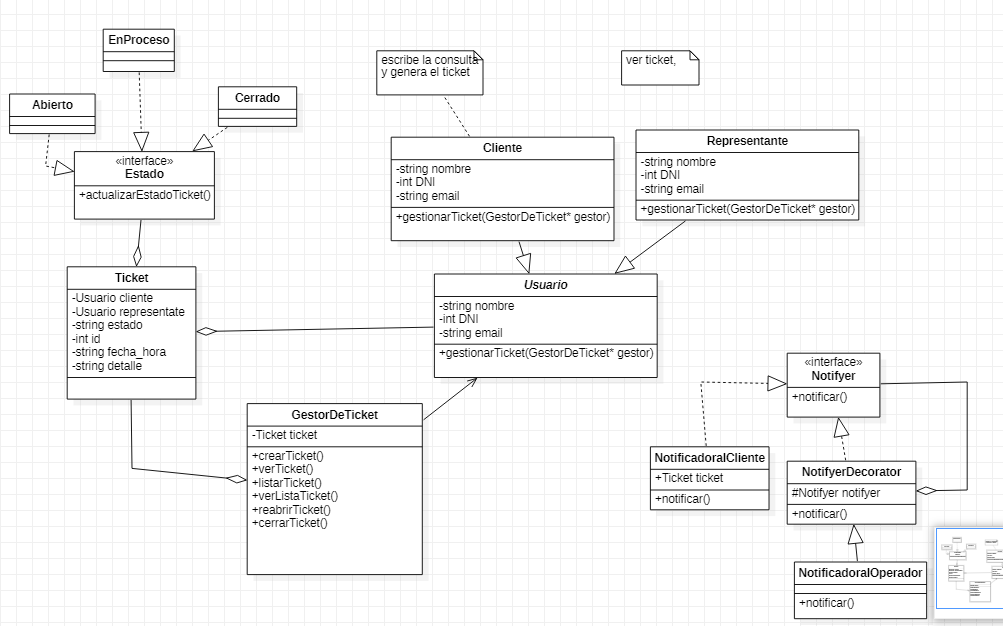 EnProceso
Abierto
Cerrado
«interface»
Estado
+actualizarEstadoTicket()
escribe la consulta
y genera el ticket
ver ticket,
Cliente
-string nombre
-int DNI
-string email
+gestionarTicket(GestorDeTicket* gestor)
Representante
-string nombre
-int DNI
-string email
+gestionarTicket(GestorDeTicket* gestor)
Ticket
-Usuario cliente
-Usuario representate
-string estado
-int id
-string fecha_hora
-string detalle
Usuario
-string nombre
-int DNI
-string email
+gestionarTicket(GestorDeTicket* gestor)
GestorDeTicket
-Ticket ticket
+crearTicket()
+verTicket()
+listarTicket()
+verListaTicket()
+reabrirTicket()
+cerrarTicket()
«interface»
Notifyer
+notificar()
NotificadoralCliente
+Ticket ticket
+notificar()
NotifyerDecorator
#Notifyer notifyer
+notificar()
NotificadoralOperador
+notificar()